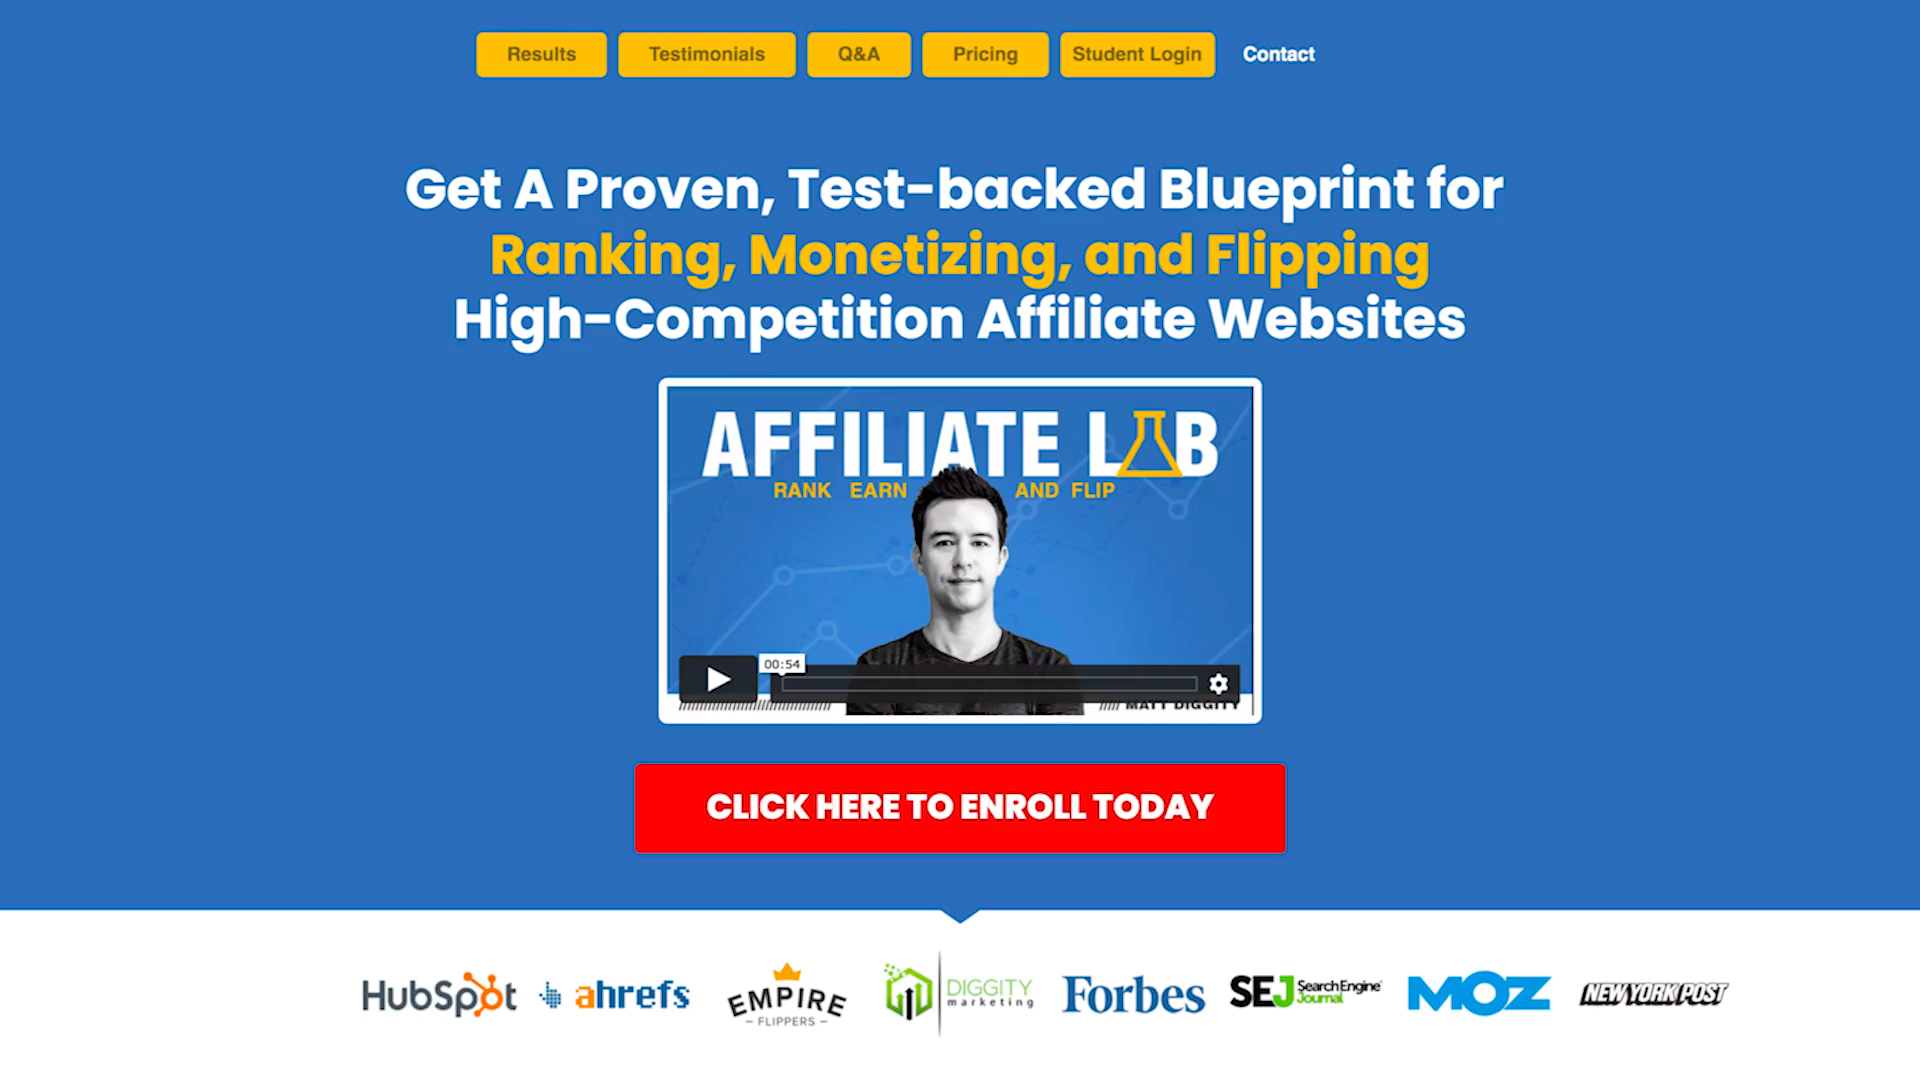 Results Testimonials Q&A Pricing Student Login Contact
Get A Proven, Test-backed Blueprint for
Ranking, Monetizing, and Flipping
High-Competition Affiliate Websites
AFFILIATE LAB
RANK EARN AND FLIP
00:54
MATT DIGGITY
CLICK HERE TO ENROLL TODAY
HubSpot ahrefs EMPIRE FLIPPERS DIGGITY marketing Forbes SEJ Search Engine Journal MOZ NEW YORK POST